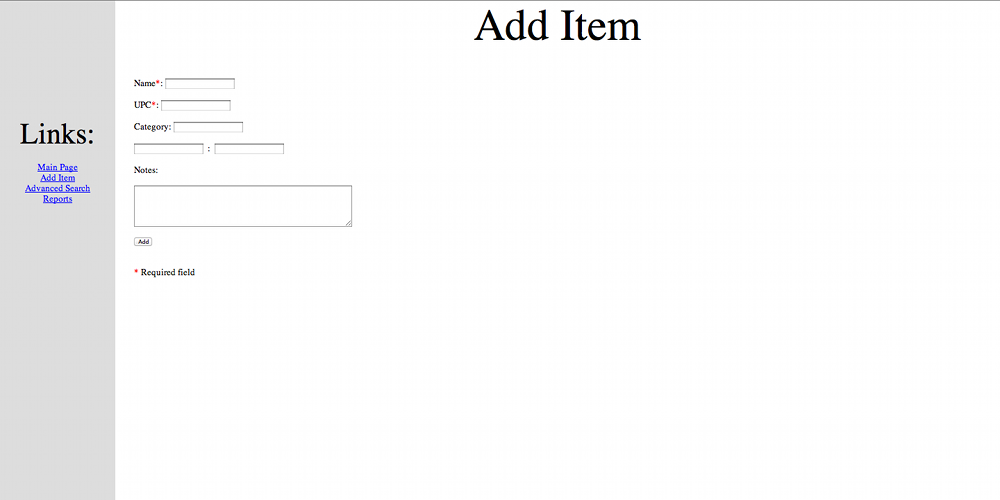 Add Item
Links:
Main Page
Add Item
Advanced Search
Reports
Name*:
UPC*:
Category:
:
Notes:
Add
* Required field